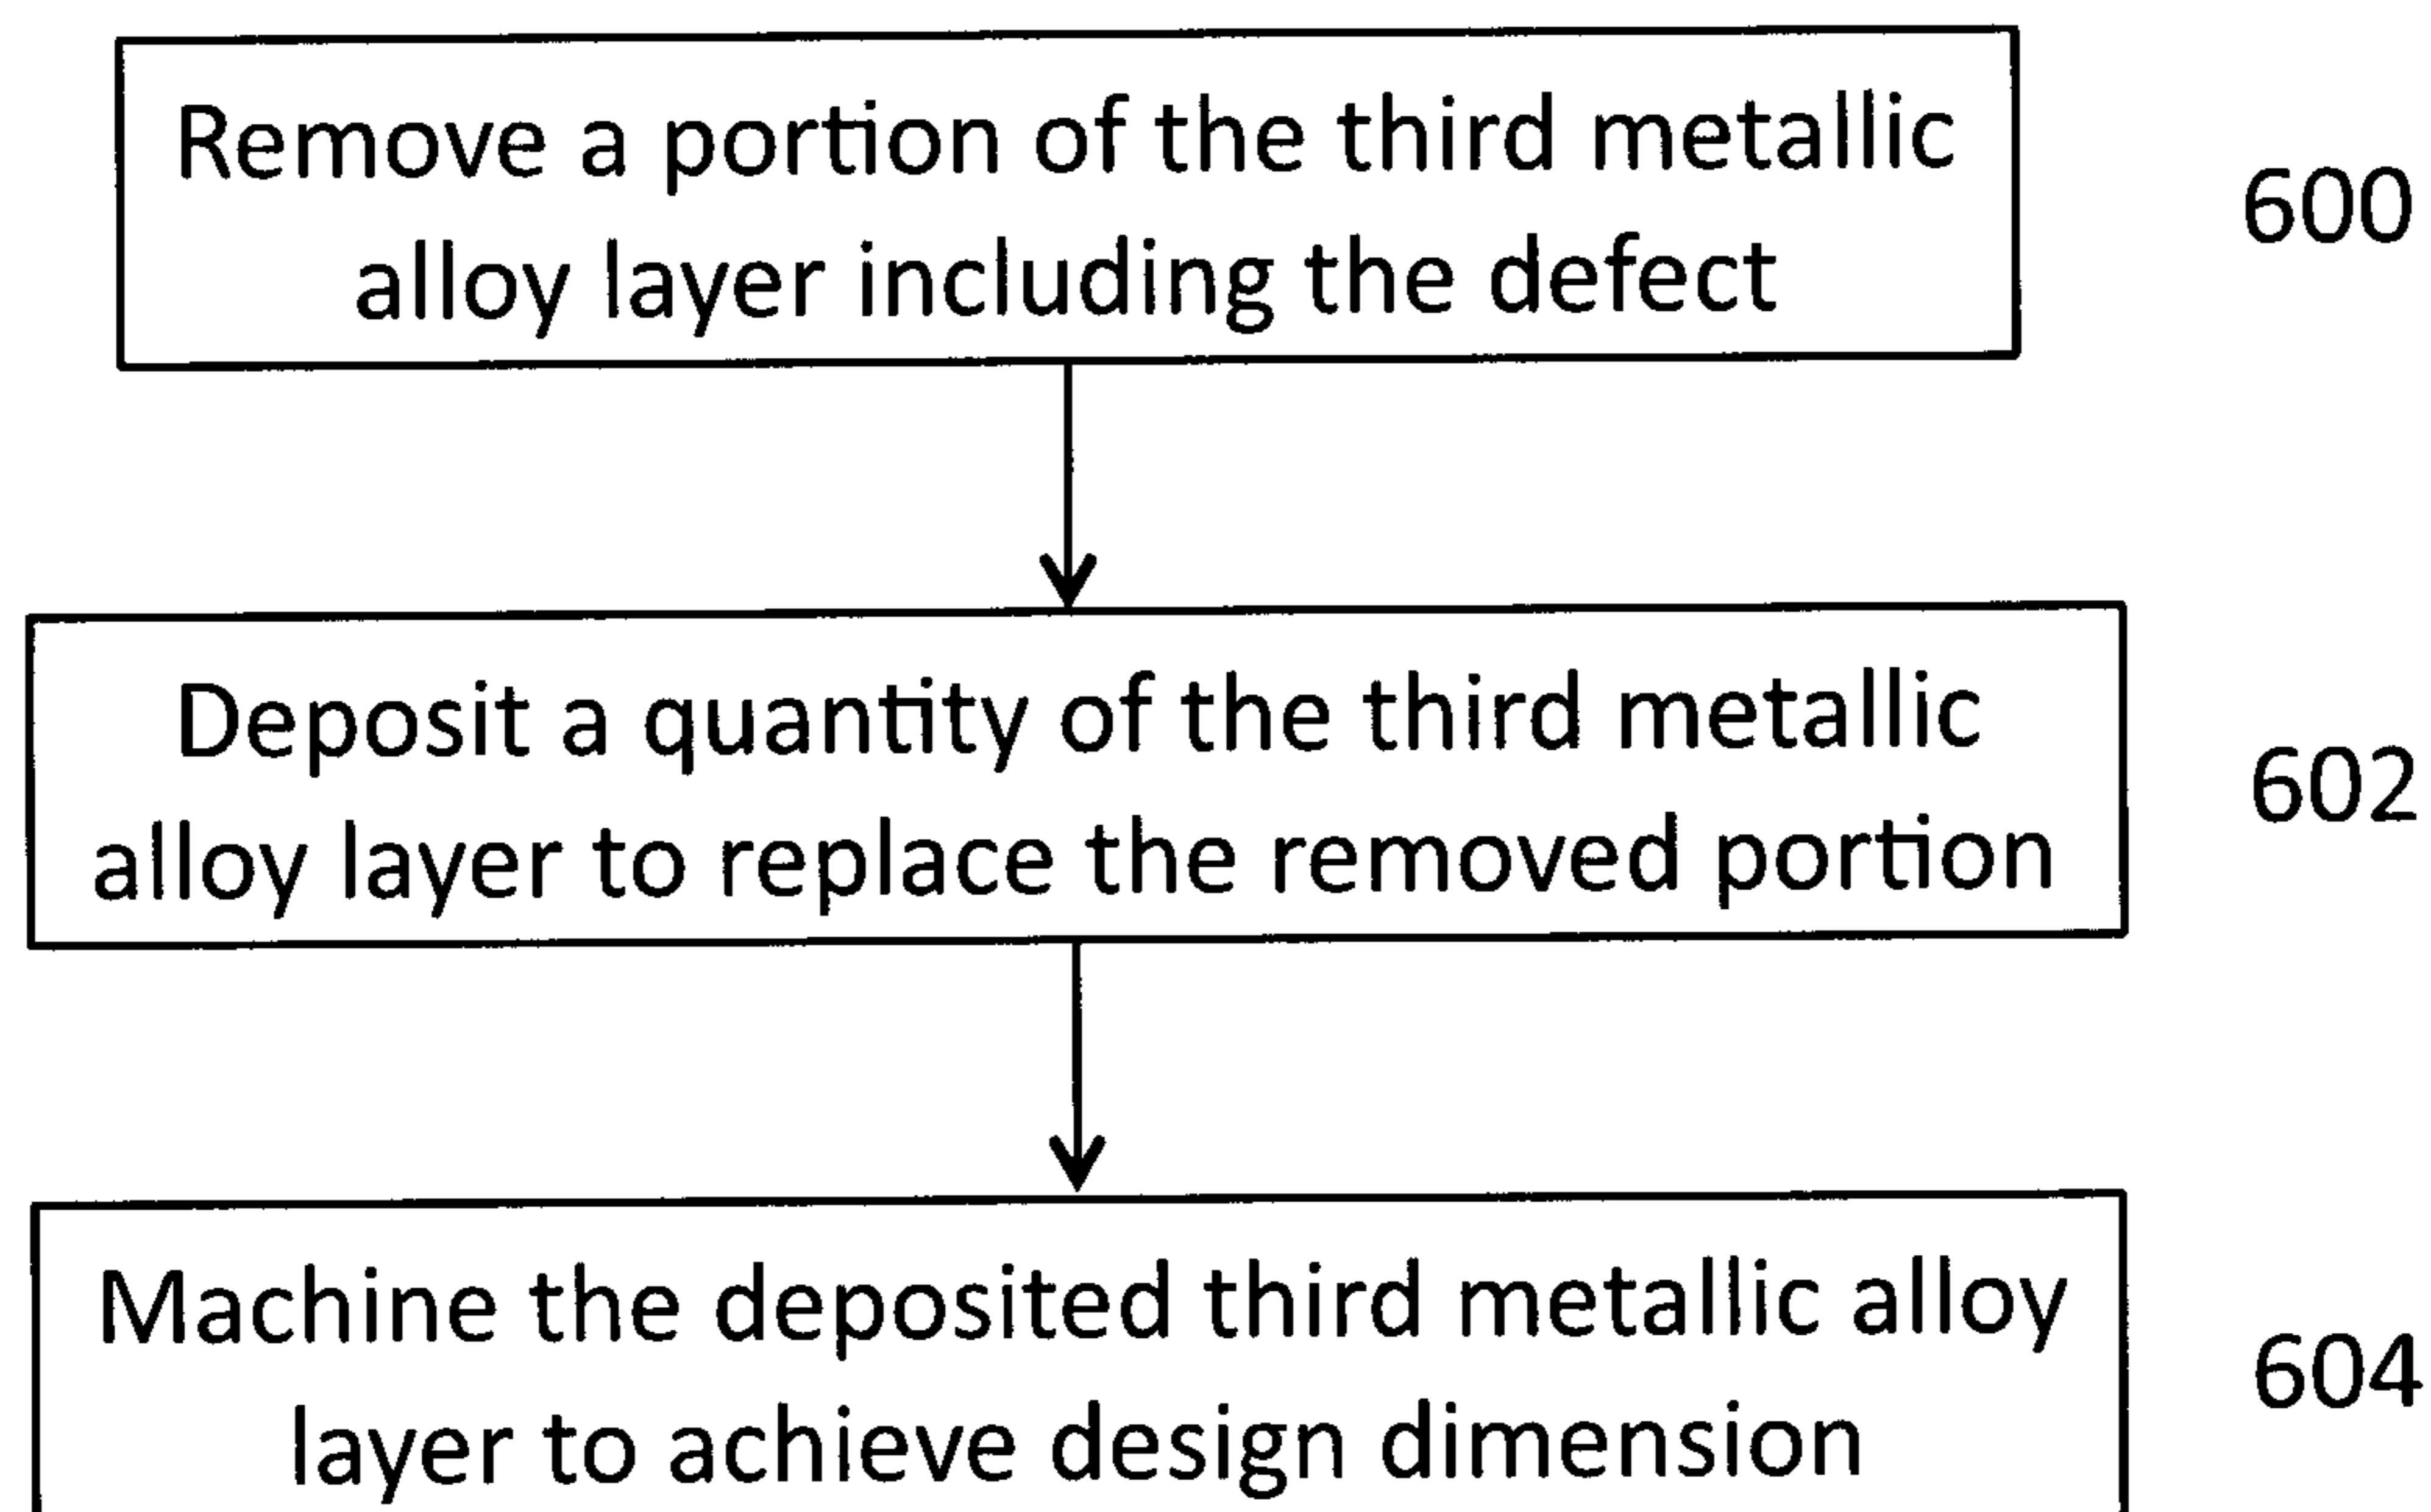 Remove a portion of the third metallic
alloy layer including the defect
600
Deposit a quantity of the third metallic
alloy layer to replace the removed portion
602
Machine the deposited third metallic alloy
layer to achieve design dimension
604